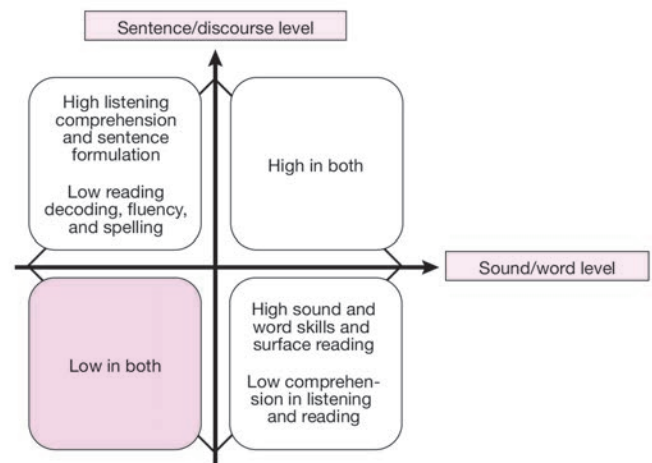 Sentence/discourse level
High listening
comprehension
and sentence
formulation
Low reading
decoding, fluency,
and spelling
High in both
Sound/word level
Low in both
High sound and
word skills and
surface reading
Low comprehen-
sion in listening
and reading